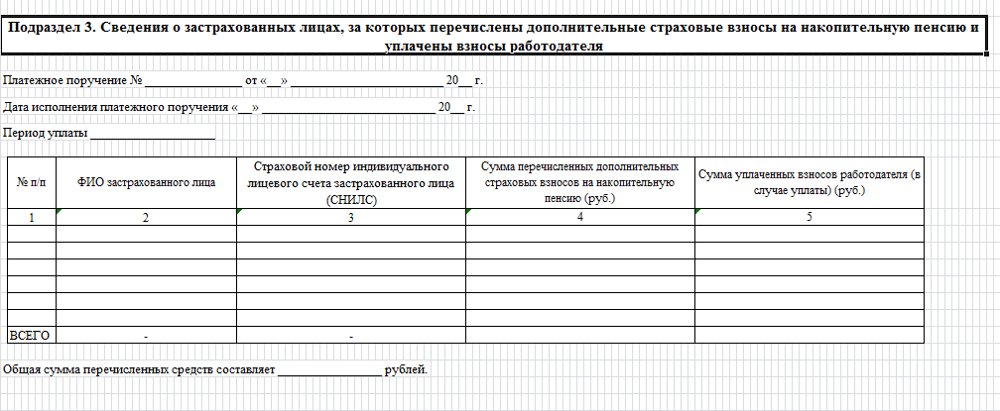 Подраздел 3. Сведения о застрахованных лицах, за которых перечислены дополнительные страховые взносы на накопительную пенсию и
уплачены взносы работодателя
Платежное поручение № ________________ от «__» _________________________ 20__ г.
Дата исполнения платежного поручения «__» ____________________________ 20__ г.
Период уплаты ____________________
№ п/п
ФИО застрахованного лица
Страховой номер индивидуального
лицевого счета застрахованного лица
(СНИЛС)
Сумма перечисленных дополнительных
страховых взносов на накопительную
пенсию (руб.)
Сумма уплаченных взносов работодателя (в
случае уплаты) (руб.)
1 2 3 4 5
ВСЕГО - -
Общая сумма перечисленных средств составляет _________________ рублей.